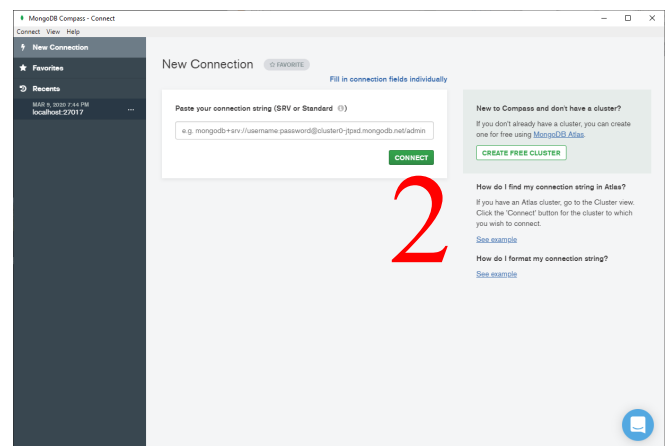 MongoDB Compass - Connect
Connect View Help
New Connection
Favorites
Recents
MAR 9, 2020 7:44 PM
localhost:27017
...
New Connection
☆ FAVORITE
Fill in connection fields individually
Paste your connection string (SRV or Standard )
e.g. mongodb+srv://username:password@cluster0-jtpxd.mongodb.net/admin
CONNECT
2
New to Compass and don't have a cluster?
If you don't already have a cluster, you can create
one for free using MongoDB Atlas.
CREATE FREE CLUSTER
How do I find my connection string in Atlas?
If you have an Atlas cluster, go to the Cluster view.
Click the 'Connect' button for the cluster to which
you wish to connect.
See example
How do I format my connection string?
See example